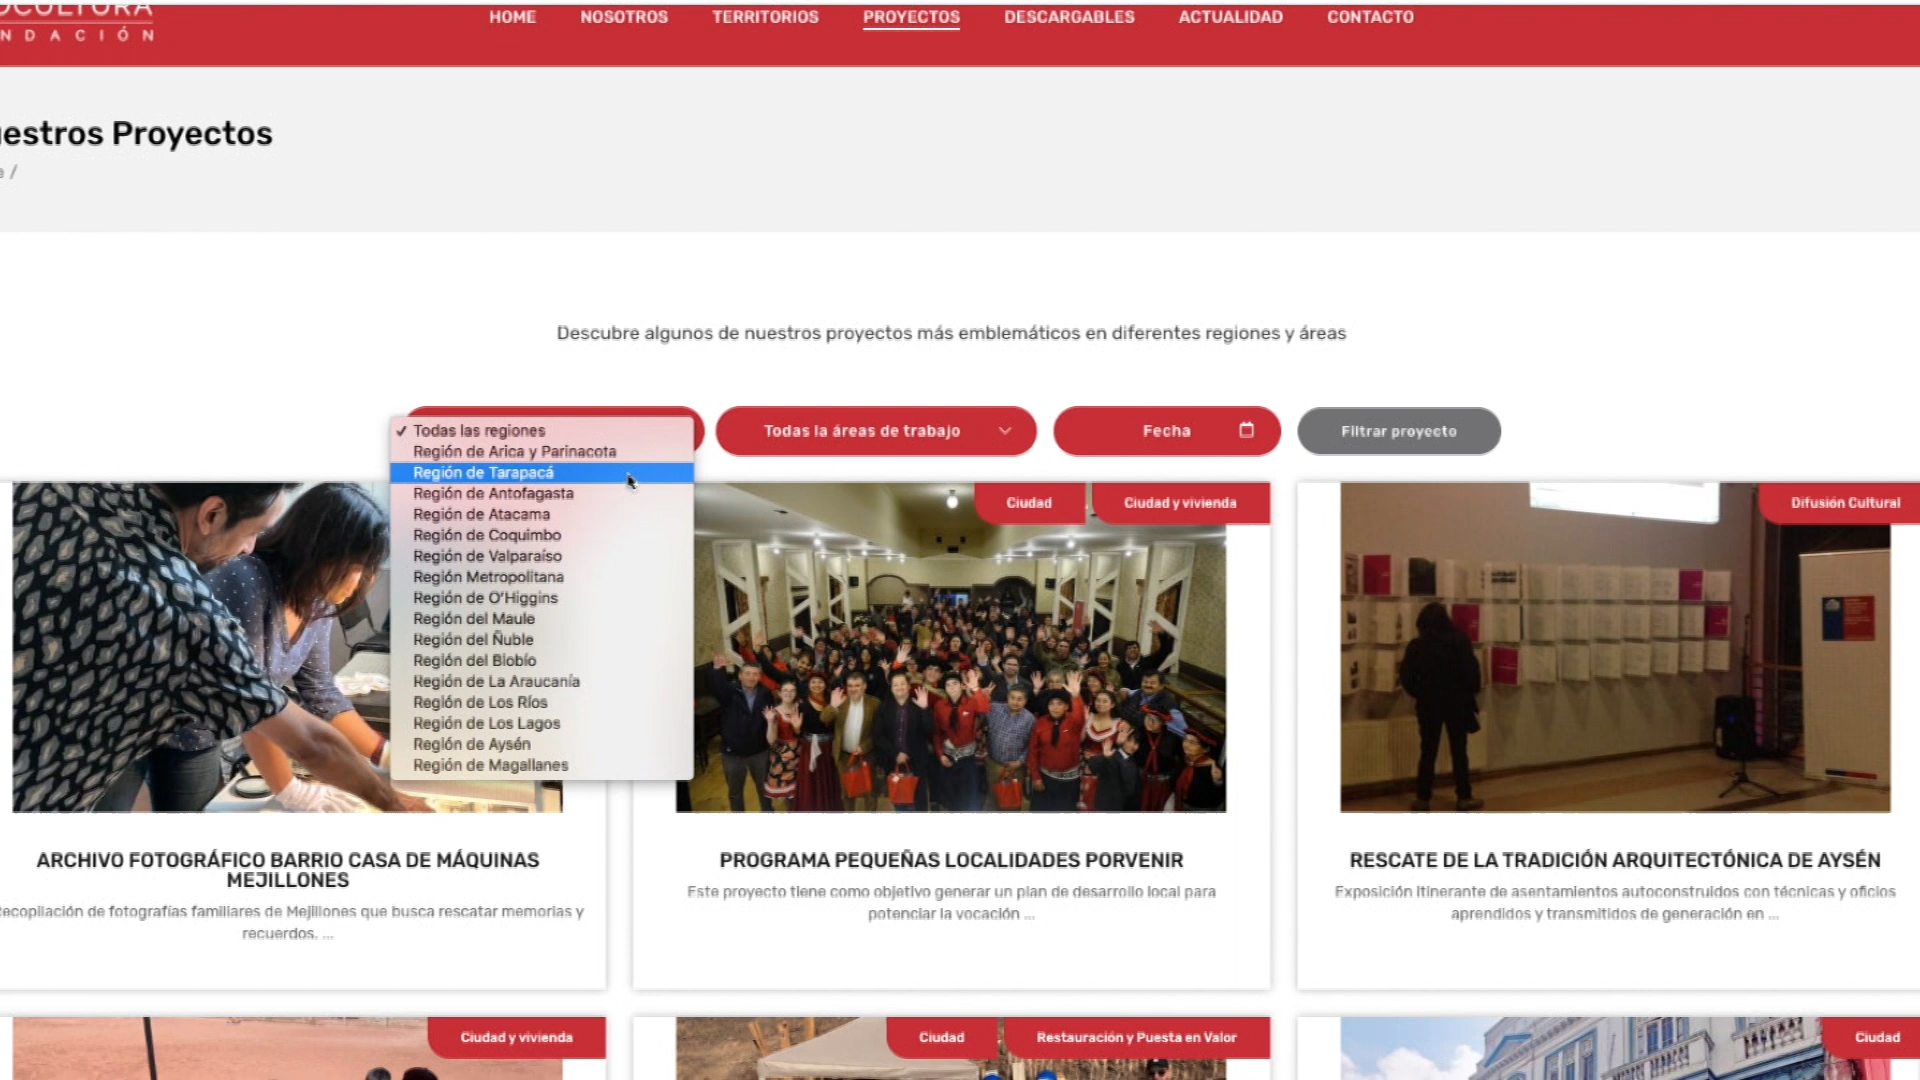 HOME NOSOTROS TERRITORIOS PROYECTOS DESCARGABLES ACTUALIDAD CONTACTO
NDACIÓN
estros Proyectos
/
Descubre algunos de nuestros proyectos más emblemáticos en diferentes regiones y áreas
✓ Todas las regiones
Región de Arica y Parinacota
Región de Tarapacá
Región de Antofagasta
Región de Atacama
Región de Coquimbo
Región de Valparaíso
Región Metropolitana
Región de O'Higgins
Región del Maule
Región del Ñuble
Región del Biobío
Región de La Araucanía
Región de Los Ríos
Región de Los Lagos
Región de Aysén
Región de Magallanes
Todas la áreas de trabajo
Fecha
Filtrar proyecto
Ciudad
Ciudad y vivienda
Difusión Cultural
ARCHIVO FOTOGRÁFICO BARRIO CASA DE MÁQUINAS
MEJILLONES
ecopilación de fotografías familiares de Mejillones que busca rescatar memorias y
recuerdos. ...
PROGRAMA PEQUEÑAS LOCALIDADES PORVENIR
Este proyecto tiene como objetivo generar un plan de desarrollo local para
potenciar la vocación ...
RESCATE DE LA TRADICIÓN ARQUITECTÓNICA DE AYSÉN
Exposición itinerante de asentamientos autoconstruidos con técnicas y oficios
aprendidos y transmitidos de generación en ...
Ciudad y vivienda
Ciudad
Restauración y Puesta en Valor
Ciudad